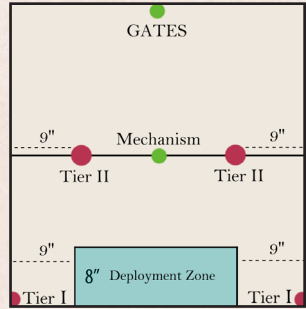 GATES
9" Mechanism 9"
Tier II Tier II
9" 9"
8" Deployment Zone
Tier I Tier I